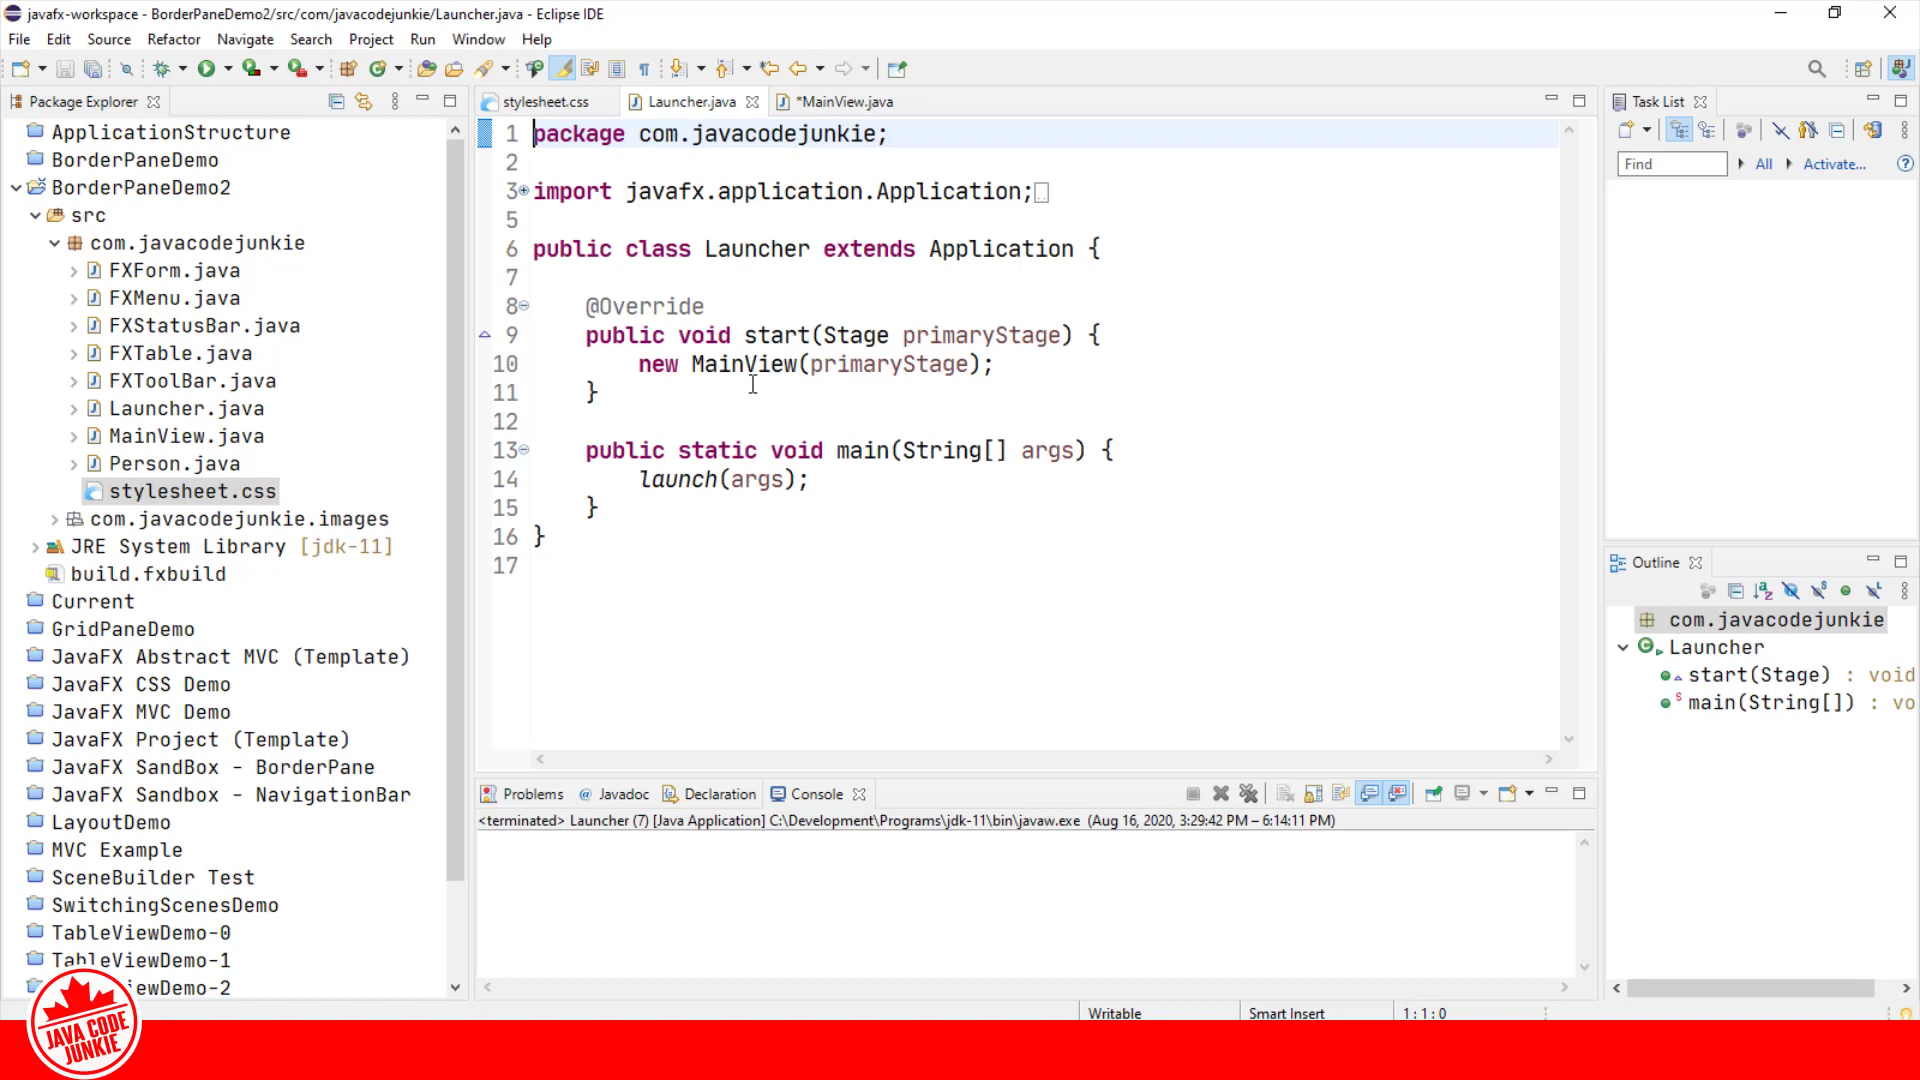 javafx-workspace - BorderPaneDemo2/src/com/javacodejunkie/Launcher.java - Eclipse IDE
File Edit Source Refactor Navigate Search Project Run Window Help
Package Explorer
ApplicationStructure
BorderPaneDemo
BorderPaneDemo2
src
com.javacodejunkie
FXForm.java
FXMenu.java
FXStatusBar.java
FXTable.java
FXToolBar.java
Launcher.java
MainView.java
Person.java
stylesheet.css
com.javacodejunkie.images
JRE System Library [jdk-11]
build.fxbuild
Current
GridPaneDemo
JavaFX Abstract MVC (Template)
JavaFX CSS Demo
JavaFX MVC Demo
JavaFX Project (Template)
JavaFX SandBox - BorderPane
JavaFX Sandbox - NavigationBar
LayoutDemo
MVC Example
SceneBuilder Test
SwitchingScenesDemo
TableViewDemo-0
TableViewDemo-1
iewDemo-2
stylesheet.css Launcher.java *MainView.java
1 package com.javacodejunkie;
2
3 import javafx.application.Application;
5
6 public class Launcher extends Application {
7
8 @Override
9 public void start(Stage primaryStage) {
10 new MainView(primaryStage);
11 }
12
13 public static void main(String[] args) {
14 launch(args);
15 }
16 }
17
Problems @ Javadoc Declaration Console
<terminated> Launcher (7) [Java Application] C:\Development\Programs\jdk-11\bin\javaw.exe (Aug 16, 2020, 3:29:42 PM – 6:14:11 PM)
Task List
Find All Activate...
Outline
com.javacodejunkie
Launcher
start(Stage) : void
main(String[]) : vo
Writable Smart Insert 1 : 1 : 0
JAVA CODE
JUNKIE